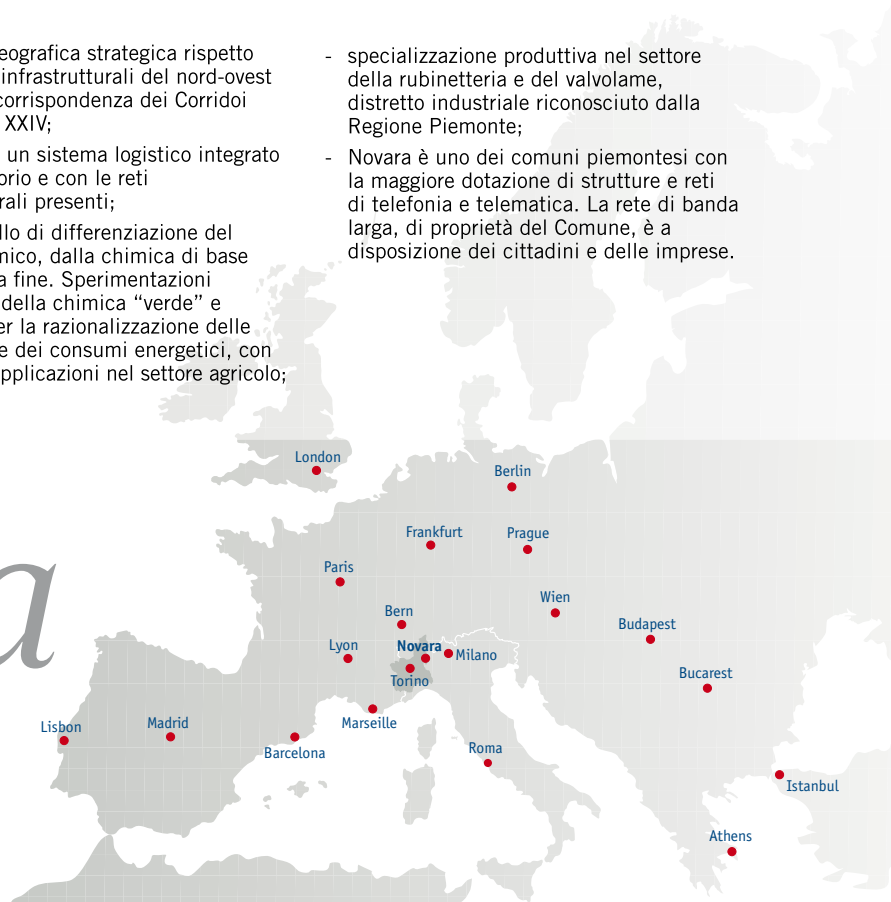 eografica strategica rispetto
infrastrutturali del nord-ovest
corrispondenza dei Corridoi
XXIV;
un sistema logistico integrato
orio e con le reti
rali presenti;
llo di differenziazione del
mico, dalla chimica di base
a fine. Sperimentazioni
della chimica “verde” e
er la razionalizzazione delle
e dei consumi energetici, con
pplicazioni nel settore agricolo;
- specializzazione produttiva nel settore
della rubinetteria e del valvolame,
distretto industriale riconosciuto dalla
Regione Piemonte;
- Novara è uno dei comuni piemontesi con
la maggiore dotazione di strutture e reti
di telefonia e telematica. La rete di banda
larga, di proprietà del Comune, è a
disposizione dei cittadini e delle imprese.
a
London
Berlin
Frankfurt
Prague
Paris
Wien
Bern
Budapest
Lyon
Novara
Milano
Torino
Bucarest
Lisbon
Madrid
Marseille
Barcelona
Roma
Istanbul
Athens